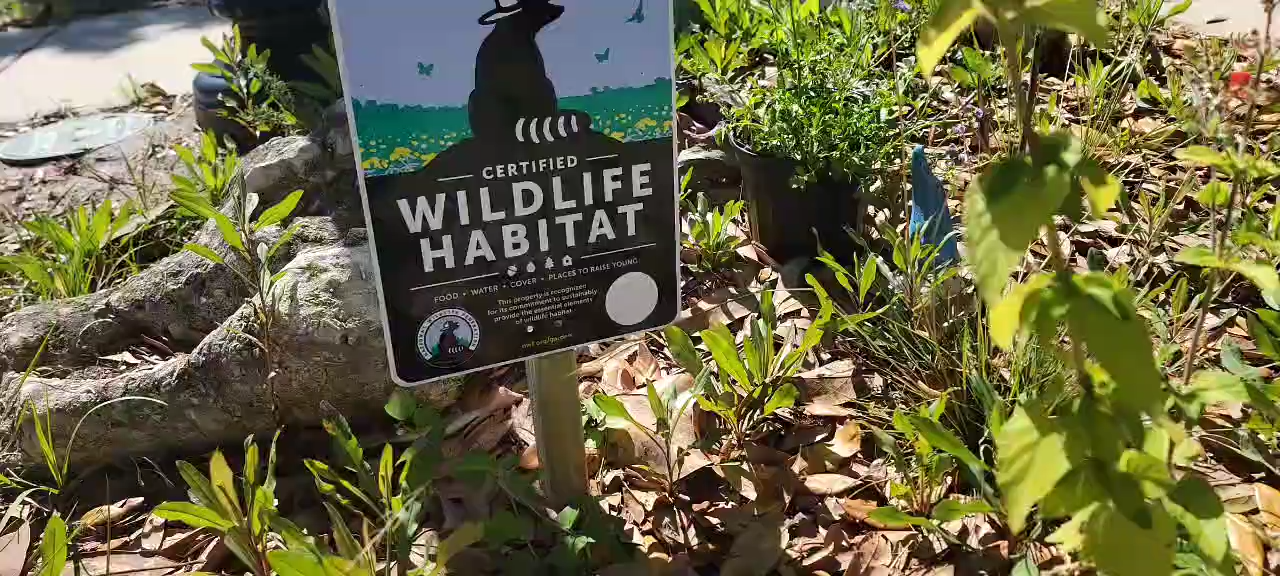 CERTIFIED
WILDLIFE
HABITAT
FOOD • WATER • COVER • PLACES TO RAISE YOUNG
This property is recognized
for its commitment to sustainably
provide the essential elements
of wildlife habitat.
nwf.org/garden